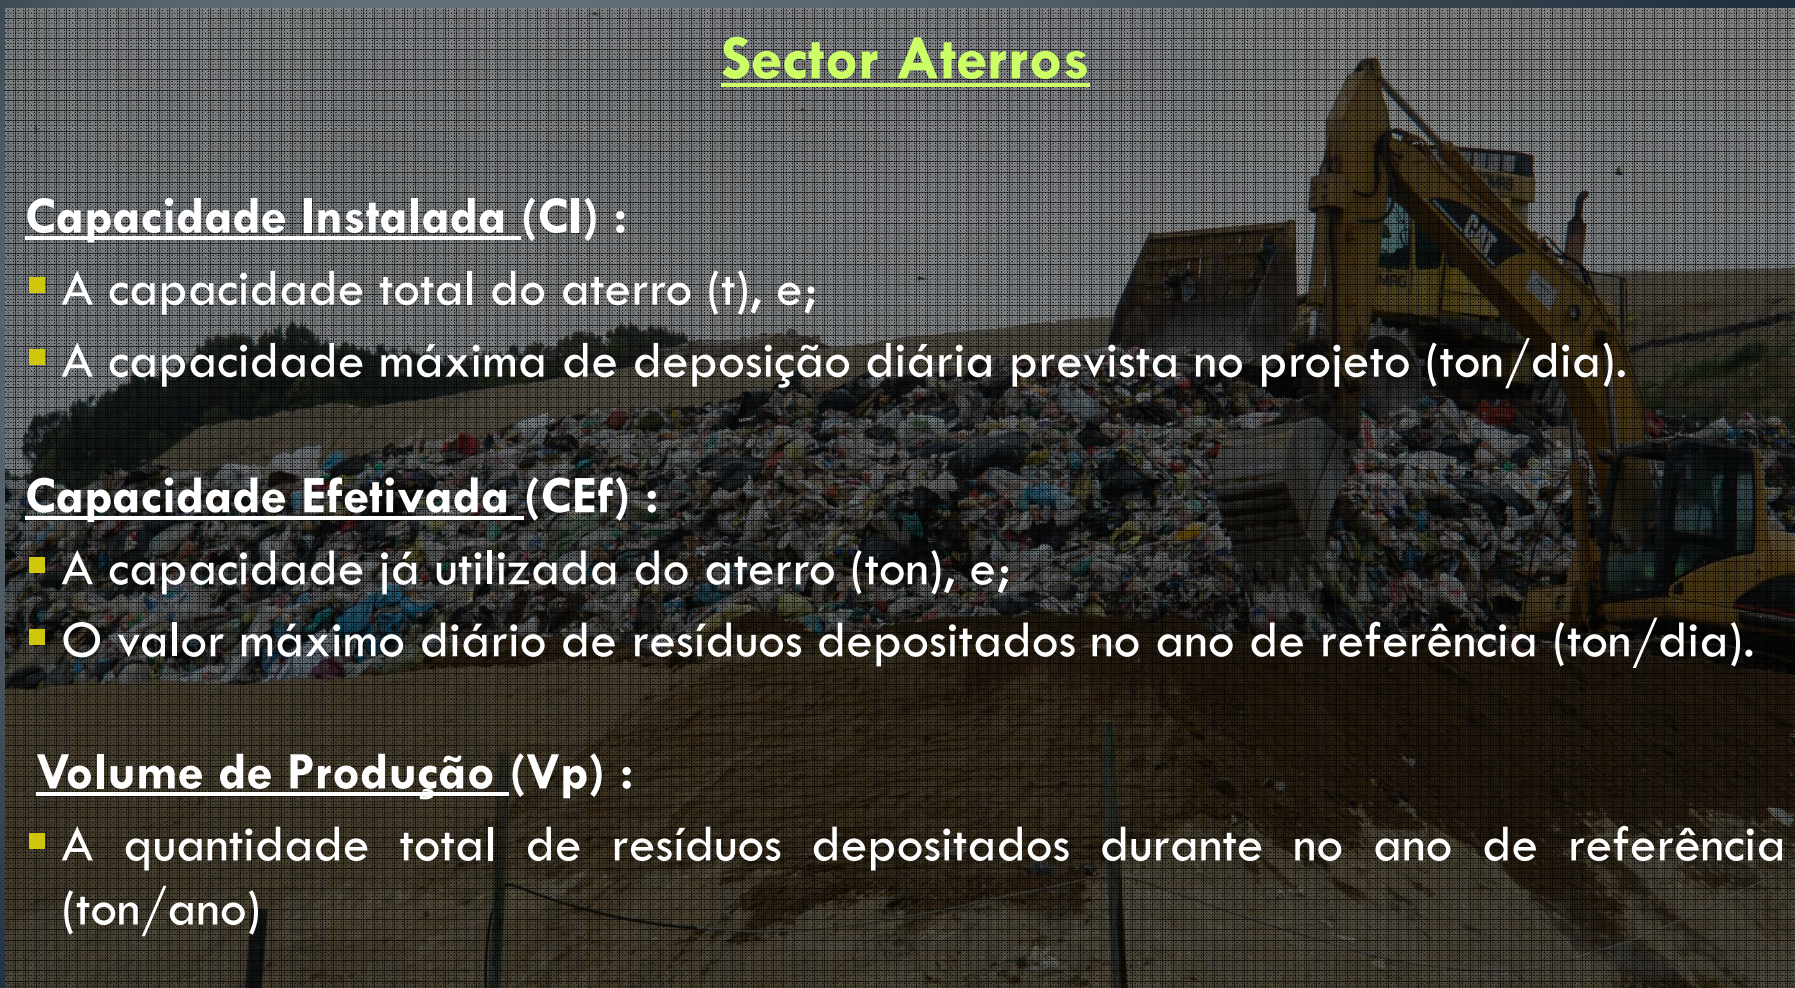 Sector Aterros
Capacidade Instalada (CI) :
A capacidade total do aterro (t), e;
A capacidade máxima de deposição diária prevista no projeto (ton/dia).
Capacidade Efetivada (CEf) :
A capacidade já utilizada do aterro (ton), e;
O valor máximo diário de resíduos depositados no ano de referência (ton/dia).
Volume de Produção (Vp) :
A quantidade total de resíduos depositados durante no ano de referência
(ton/ano)
CAT